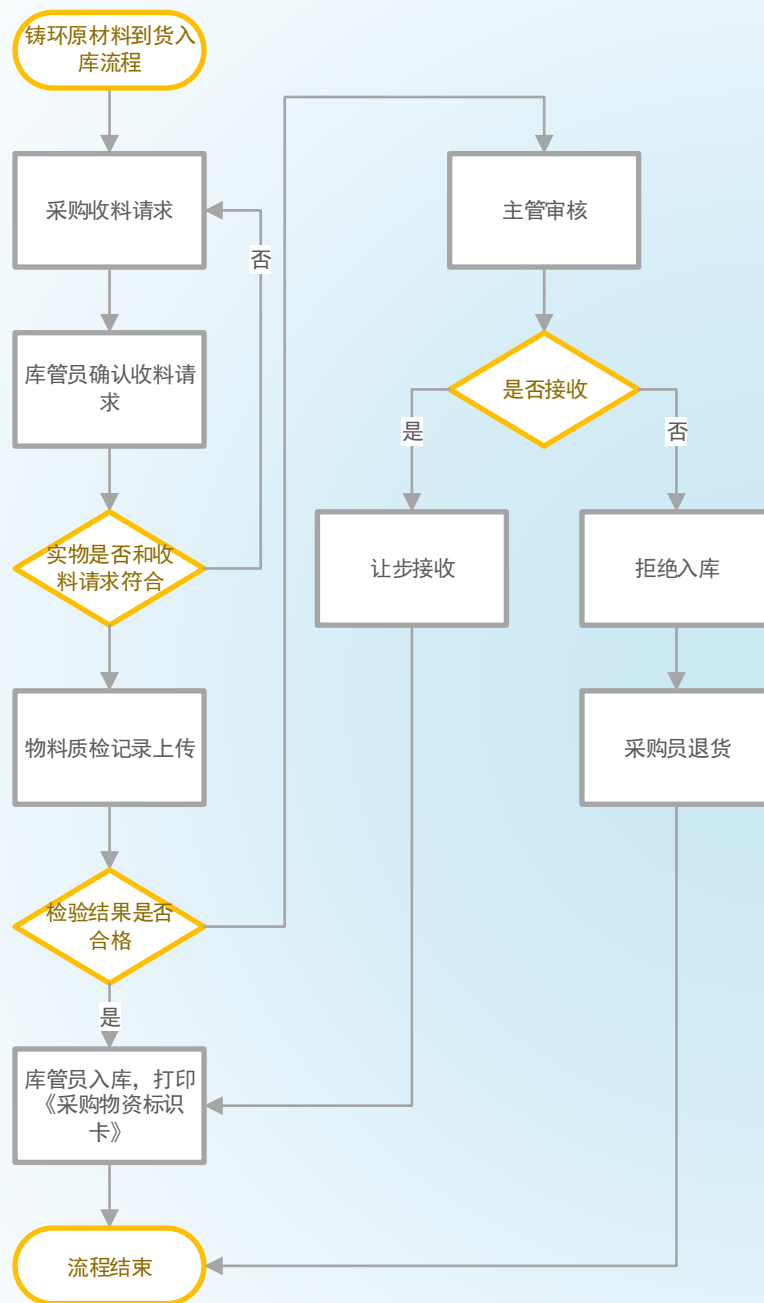 铸环原材料到货入
库流程
采购收料请求
否
库管员确认收料请
求
实物是否和收
料请求符合
物料质检记录上传
检验结果是否
合格
是
库管员入库，打印
《采购物资标识
卡》
流程结束
主管审核
是否接收
是
否
让步接收
拒绝入库
采购员退货